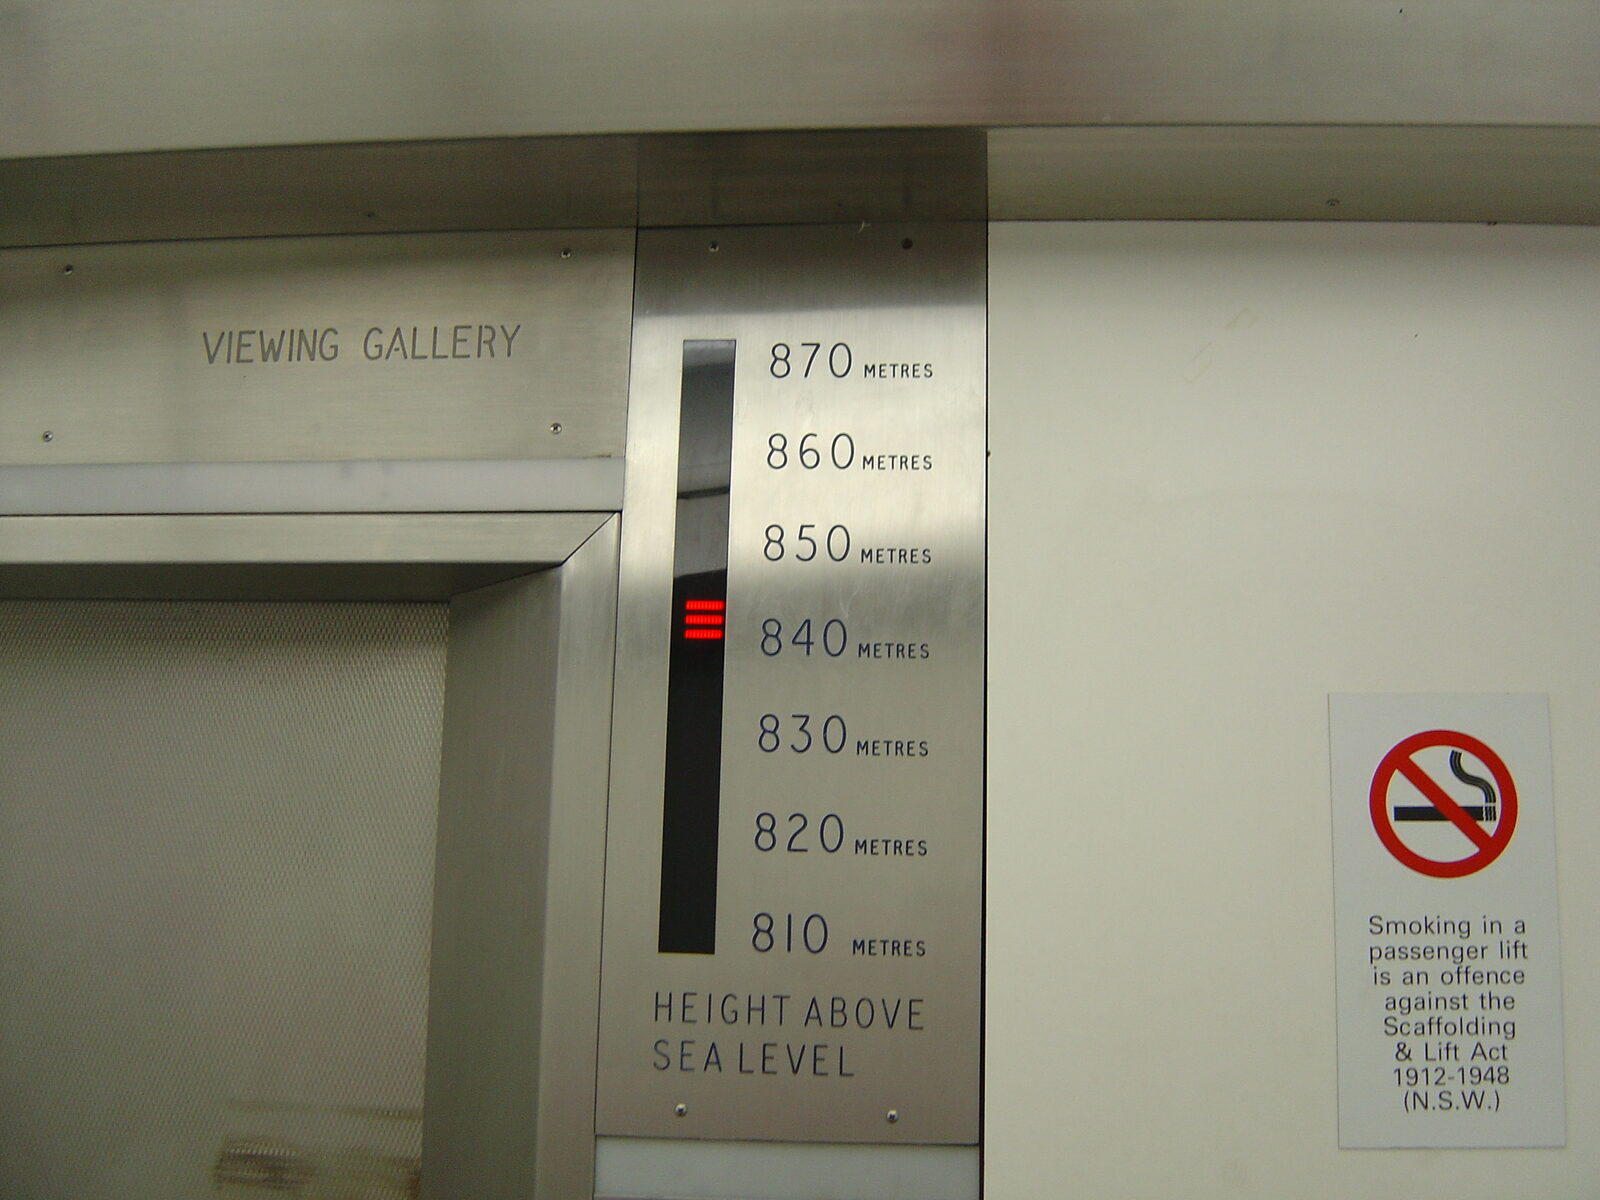 VIEWING GALLERY
870 METRES
860 METRES
850 METRES
840 METRES
830 METRES
820 METRES
810 METRES
HEIGHT ABOVE
SEA LEVEL
Smoking in a
passenger lift
is an offence
against the
Scaffolding
& Lift Act
1912-1948
(N.S.W.)